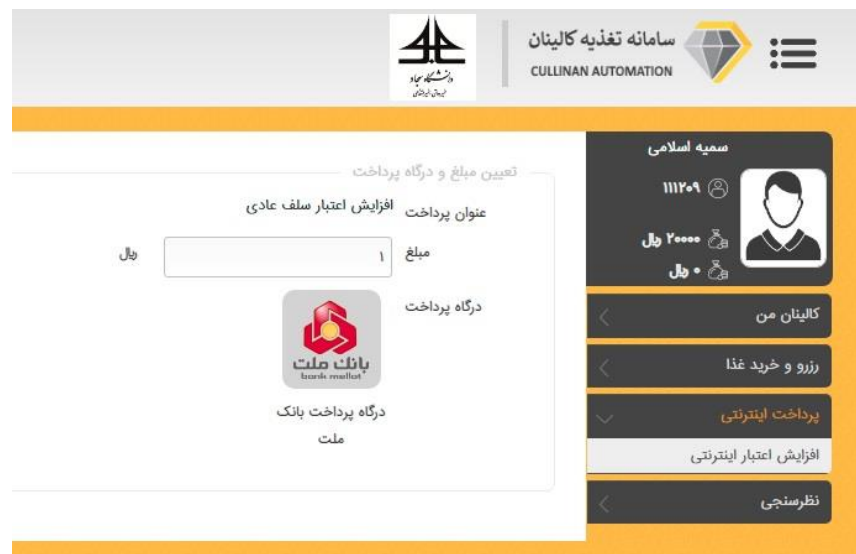 سامانه تغذیه کالینان
CULLINAN AUTOMATION
دانشگاه سجاد
سمیه اسلامی
۱۱۱۲۰۹
۲۰۰۰۰ ریال
۰ ریال
کالینان من
رزرو و خرید غذا
پرداخت اینترنتی
افزایش اعتبار اینترنتی
نظرسنجی
تعیین مبلغ و درگاه پرداخت
عنوان پرداخت افزایش اعتبار سلف عادی
مبلغ ۱ ریال
درگاه پرداخت
بانك ملت
bank mellat
درگاه پرداخت بانک
ملت